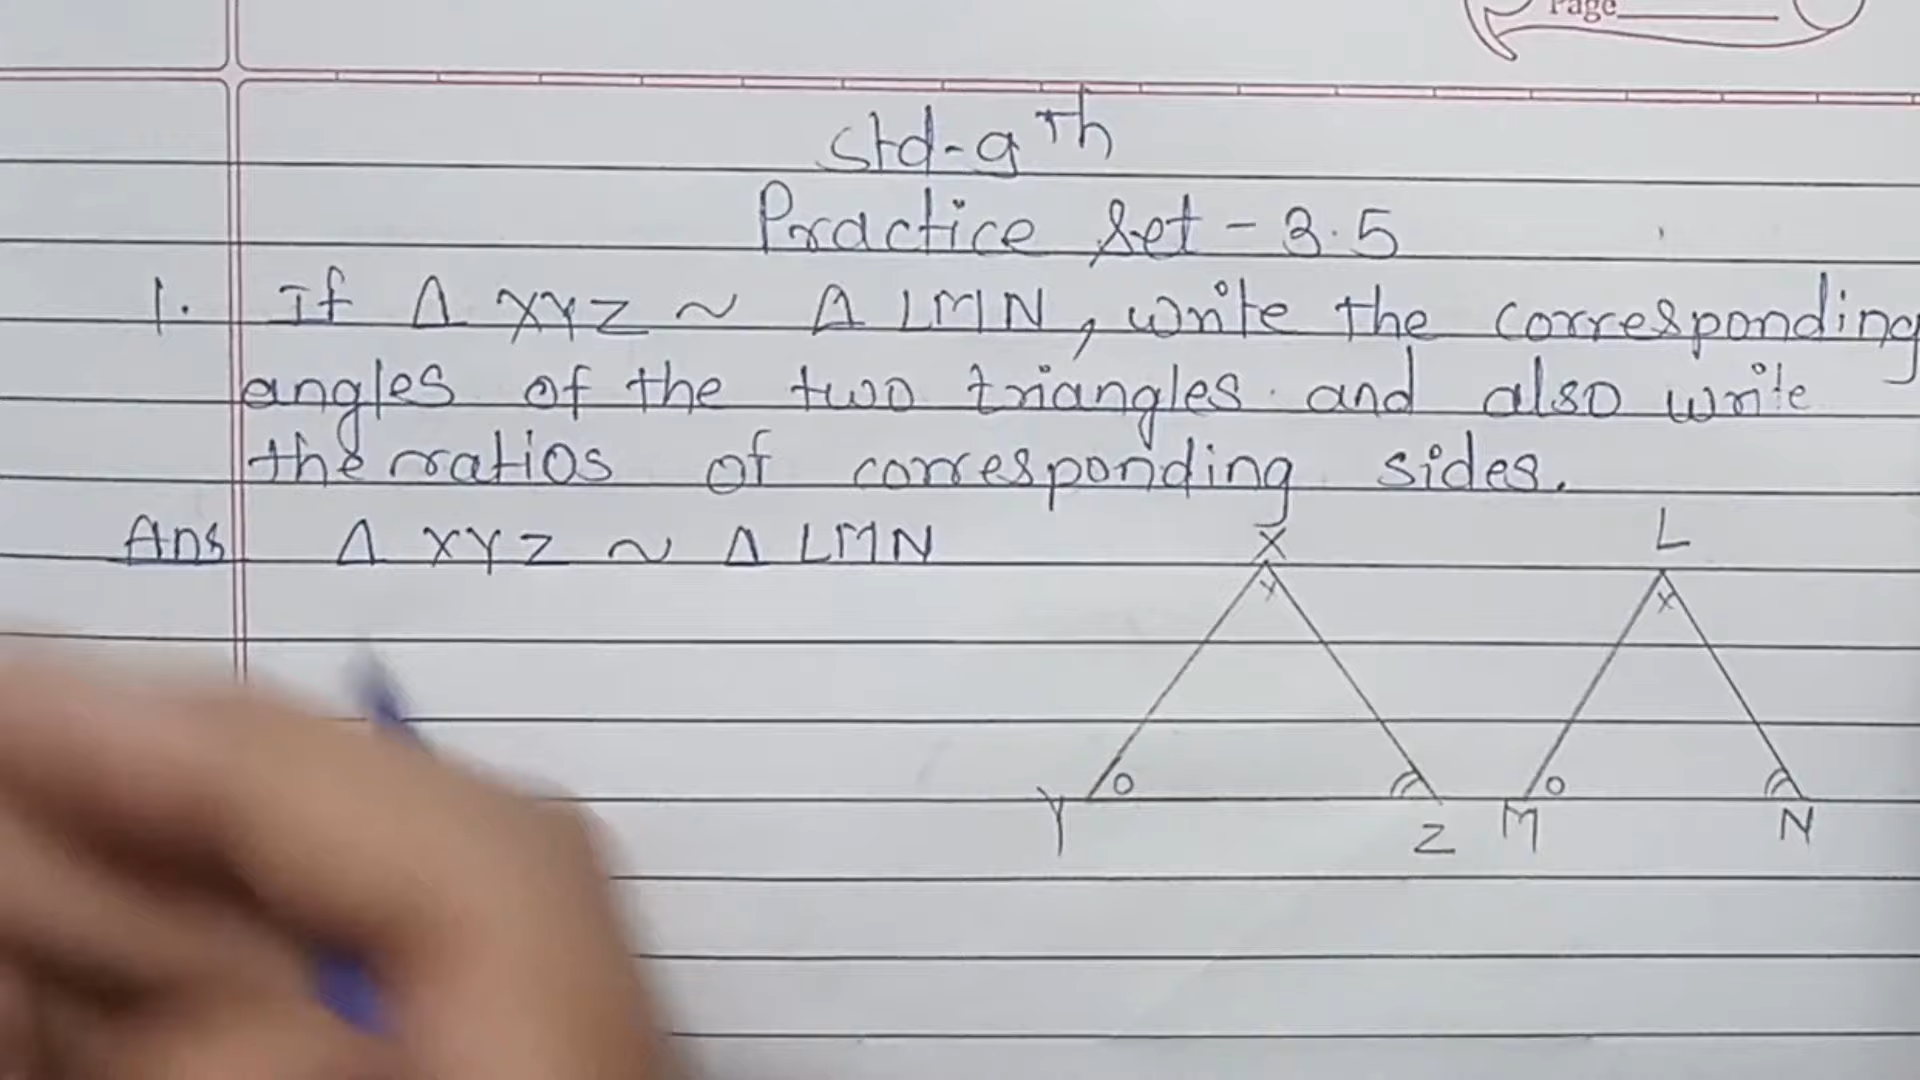 Page
Std-9th
Practice Set - 3.5
1. If Δ XYZ ~ Δ LMN, write the corresponding
angles of the two triangles and also write
the ratios of corresponding sides.
Ans Δ XYZ ~ Δ LMN
X L
x x
Y Z M N